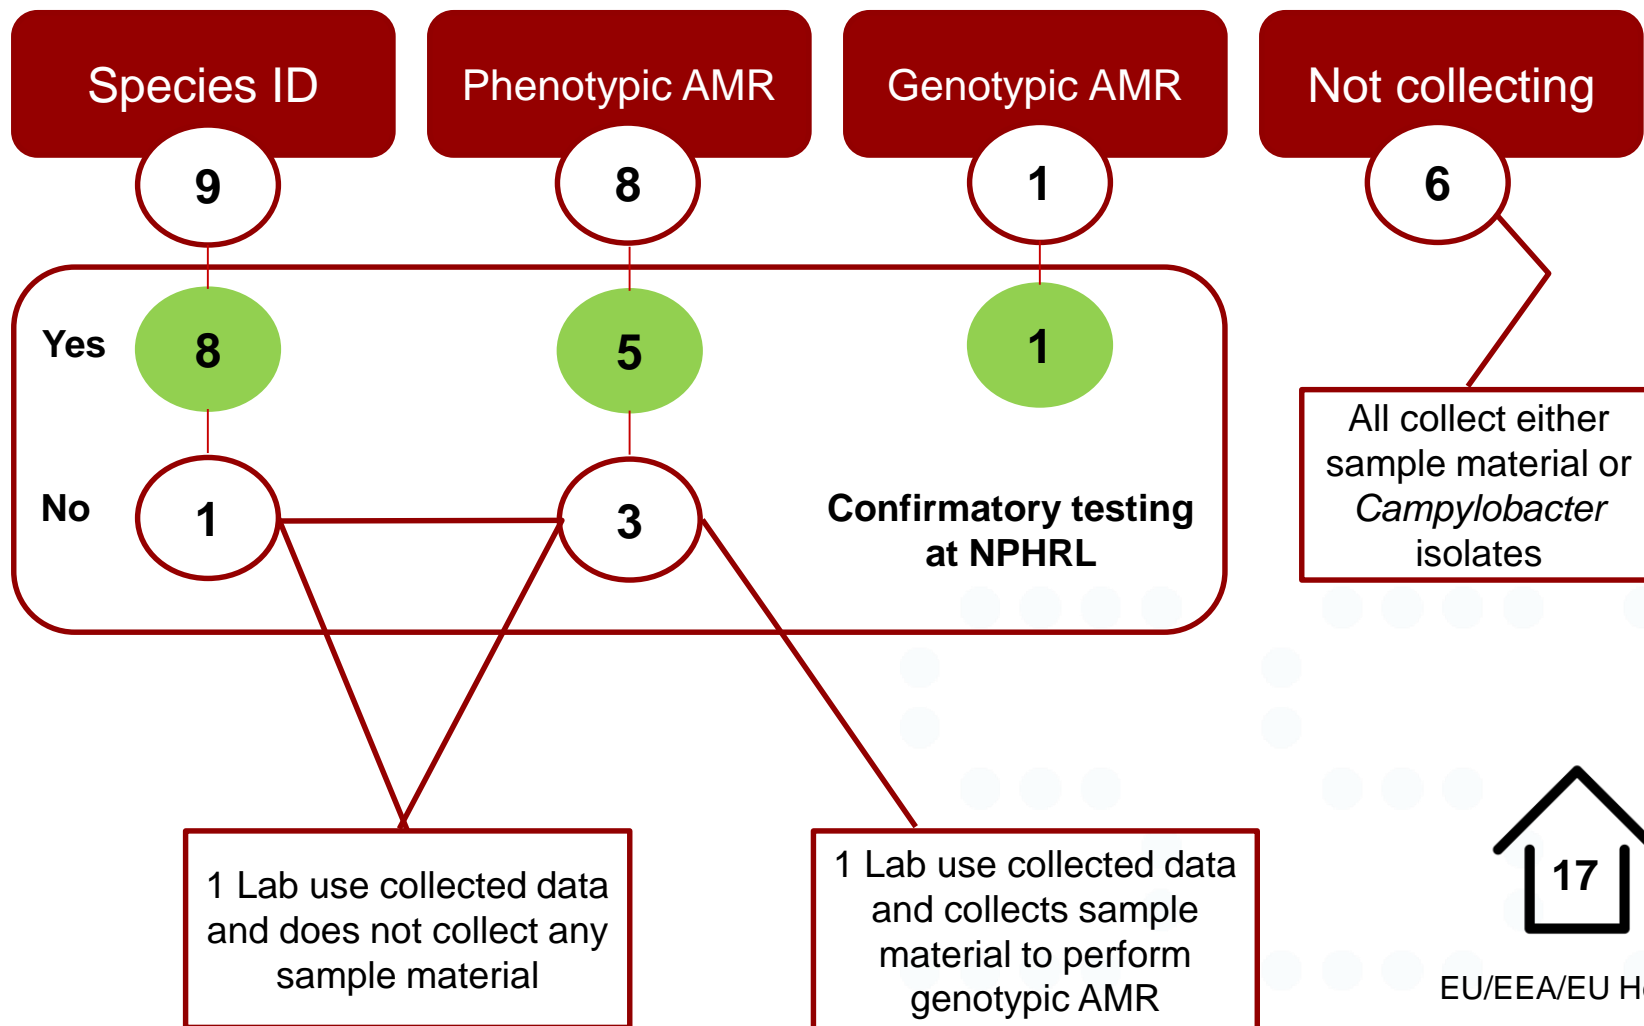 Species ID
Phenotypic AMR
Genotypic AMR
Not collecting
9
8
1
6
Yes
8
5
1
No
1
3
Confirmatory testing
at NPHRL
All collect either
sample material or
Campylobacter
isolates
1 Lab use collected data
and does not collect any
sample material
1 Lab use collected data
and collects sample
material to perform
genotypic AMR
17
EU/EEA/EU